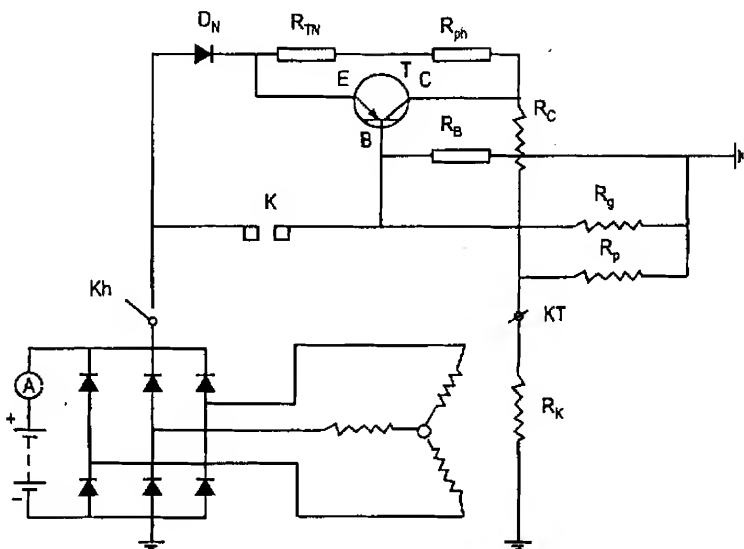 D_N R_TN R_ph
E T C
R_C
B R_B
K
R_g
R_p
Kh
KT
A
R_K
+
-